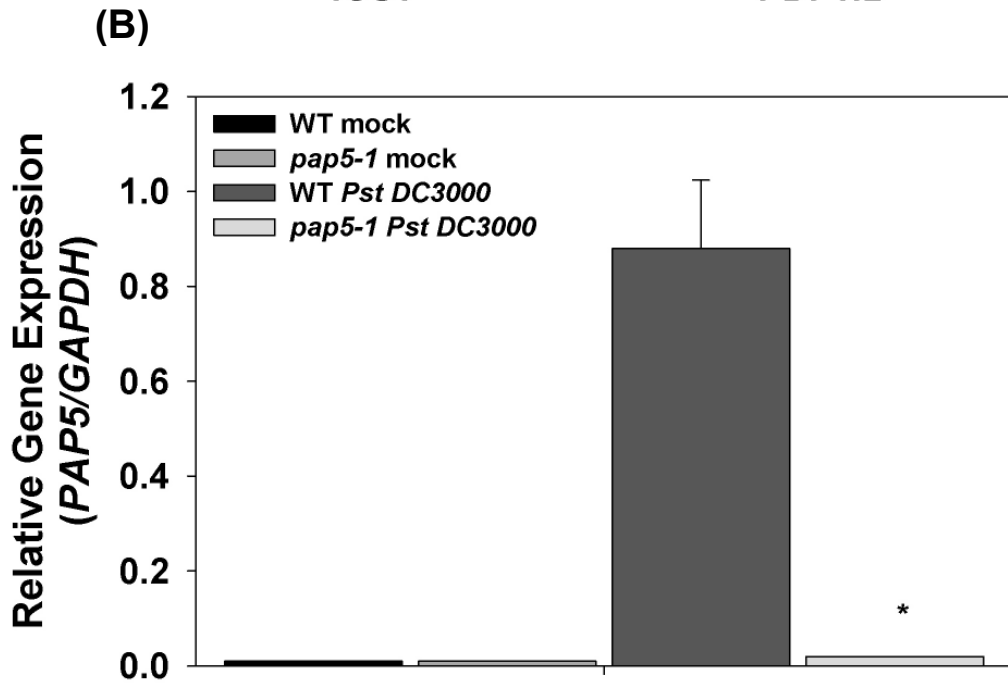 (B)
Relative Gene Expression
(PAP5/GAPDH)
1.2
1.0
0.8
0.6
0.4
0.2
0.0
WT mock
pap5-1 mock
WT Pst DC3000
pap5-1 Pst DC3000
*